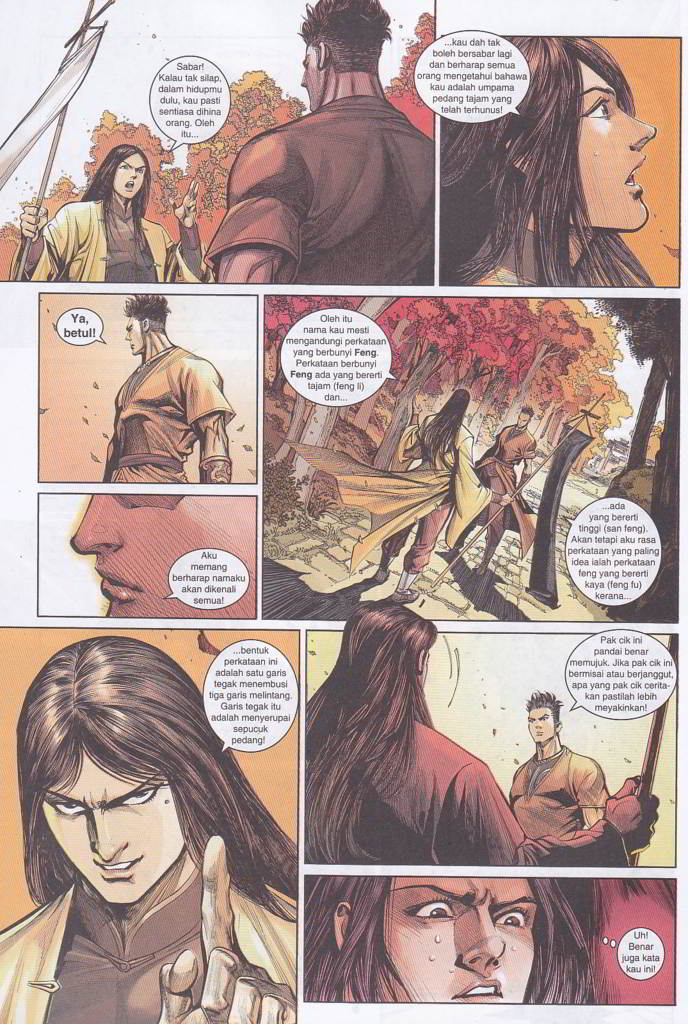 Sabar!
Kalau tak silap,
dalam hidupmu
dulu, kau pasti
sentiasa dihina
orang. Oleh
itu...
...kau dah tak
boleh bersabar lagi
dan berharap semua
orang mengetahui bahawa
kau adalah umpama
pedang tajam yang
telah terhunus!
Ya,
betul!
Oleh itu
nama kau mesti
mengandungi perkataan
yang berbunyi Feng.
Perkataan berbunyi
Feng ada yang bererti
tajam (feng li)
dan...
...ada
yang bererti
tinggi (san feng).
Akan tetapi aku rasa
perkataan yang paling
idea ialah perkataan
feng yang bererti
kaya (feng fu)
kerana...
Aku
memang
berharap namaku
akan dikenali
semua!
...bentuk
perkataan ini
adalah satu garis
tegak menembusi
tiga garis melintang.
Garis tegak itu
adalah menyerupai
sepucuk
pedang!
Pak cik ini
pandai benar
memujuk. Jika pak cik ini
bermisai atau berjanggut,
apa yang pak cik cerita-
kan pastilah lebih
meyakinkan!
Uh!
Benar
juga kata
kau ini!